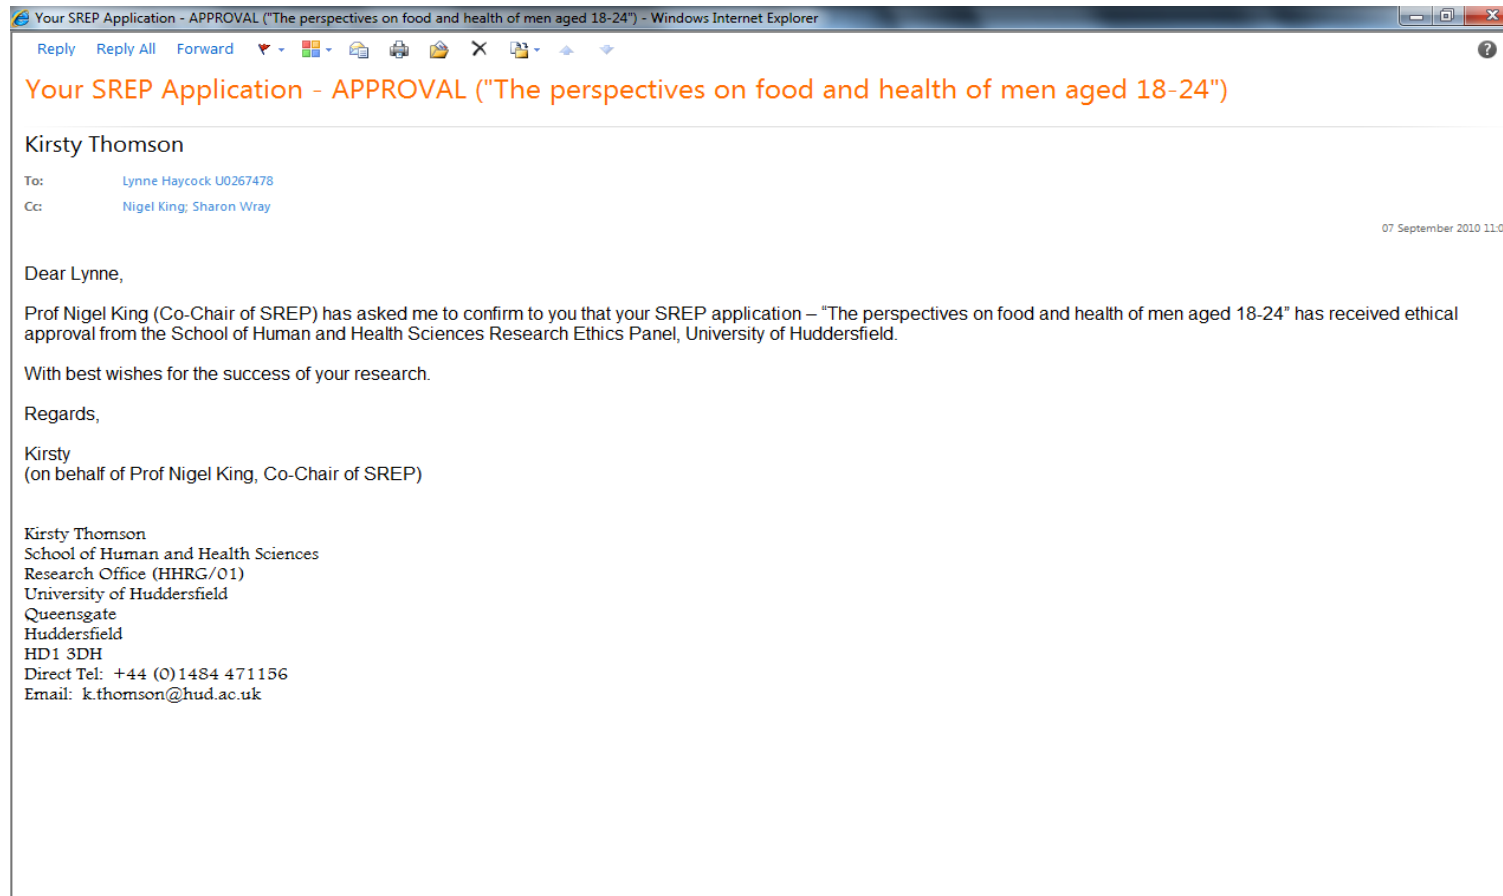 Your SREP Application - APPROVAL ("The perspectives on food and health of men aged 18-24") - Windows Internet Explorer
Reply Reply All Forward
Your SREP Application - APPROVAL ("The perspectives on food and health of men aged 18-24")
Kirsty Thomson
To: Lynne Haycock U0267478
Cc: Nigel King; Sharon Wray
07 September 2010 11:0
Dear Lynne,
Prof Nigel King (Co-Chair of SREP) has asked me to confirm to you that your SREP application – “The perspectives on food and health of men aged 18-24” has received ethical
approval from the School of Human and Health Sciences Research Ethics Panel, University of Huddersfield.
With best wishes for the success of your research.
Regards,
Kirsty
(on behalf of Prof Nigel King, Co-Chair of SREP)
Kirsty Thomson
School of Human and Health Sciences
Research Office (HHRG/01)
University of Huddersfield
Queensgate
Huddersfield
HD1 3DH
Direct Tel: +44 (0)1484 471156
Email: k.thomson@hud.ac.uk